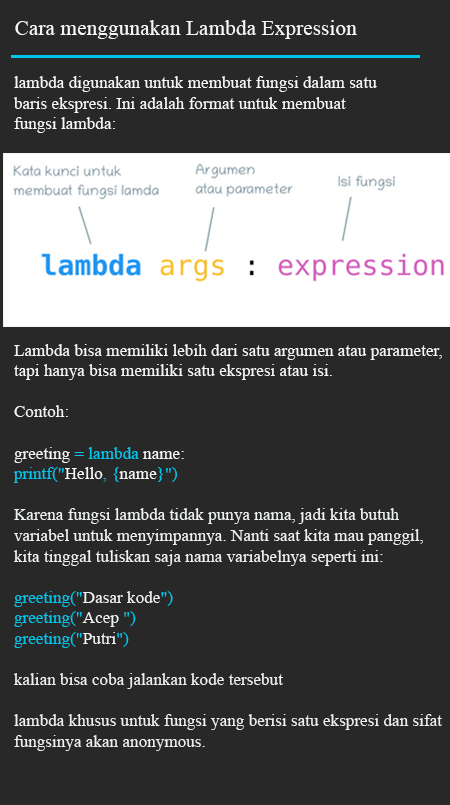 Cara menggunakan Lambda Expression
lambda digunakan untuk membuat fungsi dalam satu
baris ekspresi. Ini adalah format untuk membuat
fungsi lambda:
Kata kunci untuk
membuat fungsi lamda
Argumen
atau parameter
Isi fungsi
lambda args : expression
Lambda bisa memiliki lebih dari satu argumen atau parameter,
tapi hanya bisa memiliki satu ekspresi atau isi.
Contoh:
greeting = lambda name:
printf("Hello, {name}")
Karena fungsi lambda tidak punya nama, jadi kita butuh
variabel untuk menyimpannya. Nanti saat kita mau panggil,
kita tinggal tuliskan saja nama variabelnya seperti ini:
greeting("Dasar kode")
greeting("Acep ")
greeting("Putri")
kalian bisa coba jalankan kode tersebut
lambda khusus untuk fungsi yang berisi satu ekspresi dan sifat
fungsinya akan anonymous.